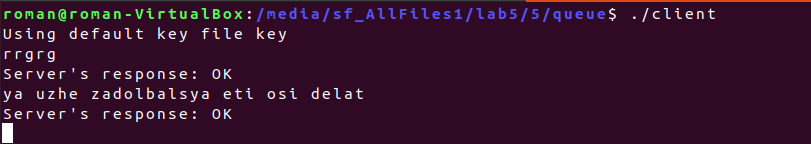 roman@roman-VirtualBox:/media/sf_AllFiles1/lab5/5/queue$ ./client
Using default key file key
rrgrg
Server's response: OK
ya uzhe zadolbalsya eti osi delat
Server's response: OK